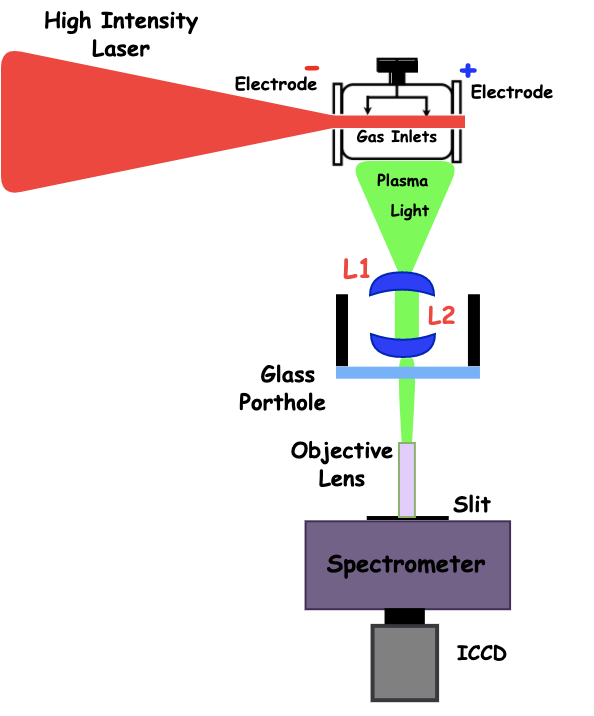 High Intensity
Laser
Electrode
-
+
Electrode
Gas Inlets
Plasma
Light
L1
L2
Glass
Porthole
Objective
Lens
Slit
Spectrometer
ICCD